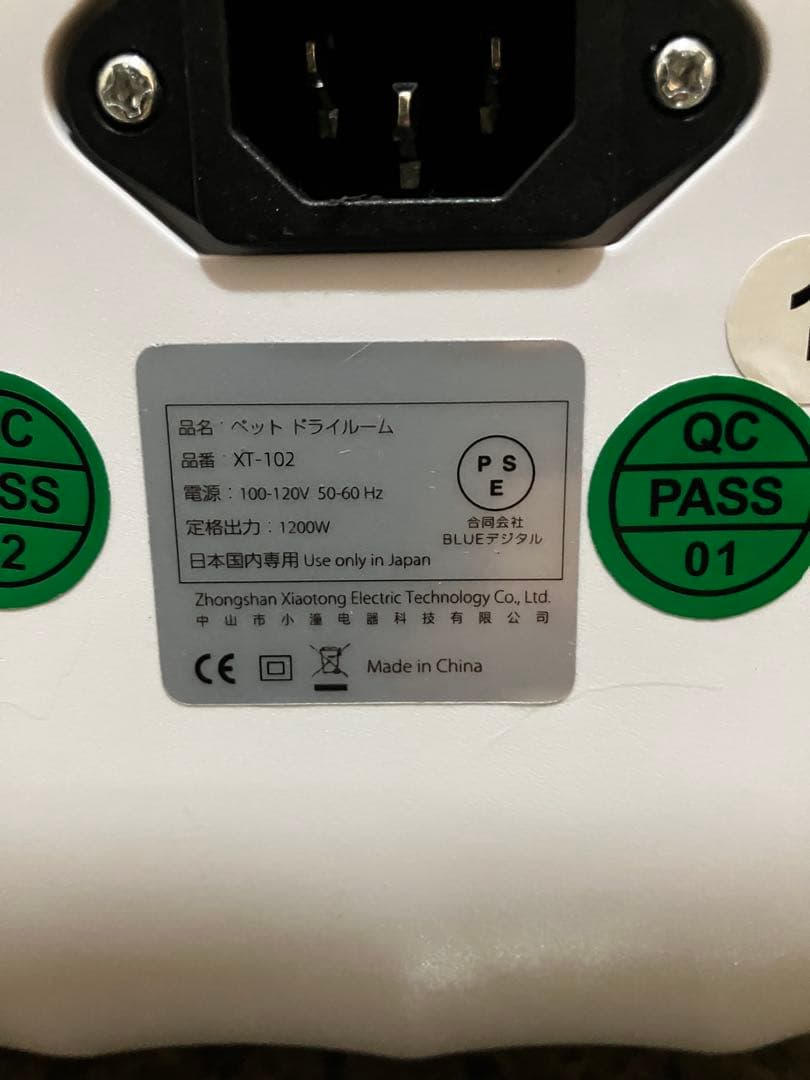 品名：ペット ドライルーム
品番：XT-102
電源：100-120V 50-60 Hz
定格出力：1200W
日本国内専用 Use only in Japan
P S
E
合同会社
BLUEデジタル
Zhongshan Xiaotong Electric Technology Co., Ltd.
中山市小潼电器科技有限公司
CE
Made in China
C
SS
2
QC
PASS
01
1